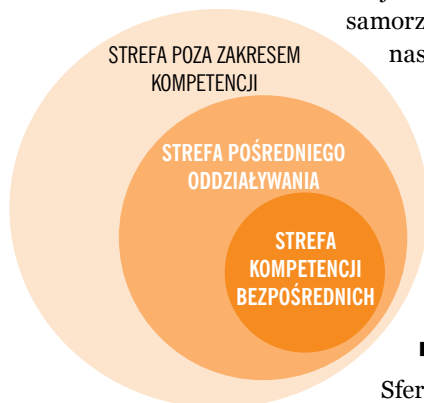 samorz
nas
STREFA POZA ZAKRESEM
KOMPETENCJI
STREFA POŚREDNIEGO
ODDZIAŁYWANIA
STREFA
KOMPETENCJI
BEZPOŚREDNICH
Sfer